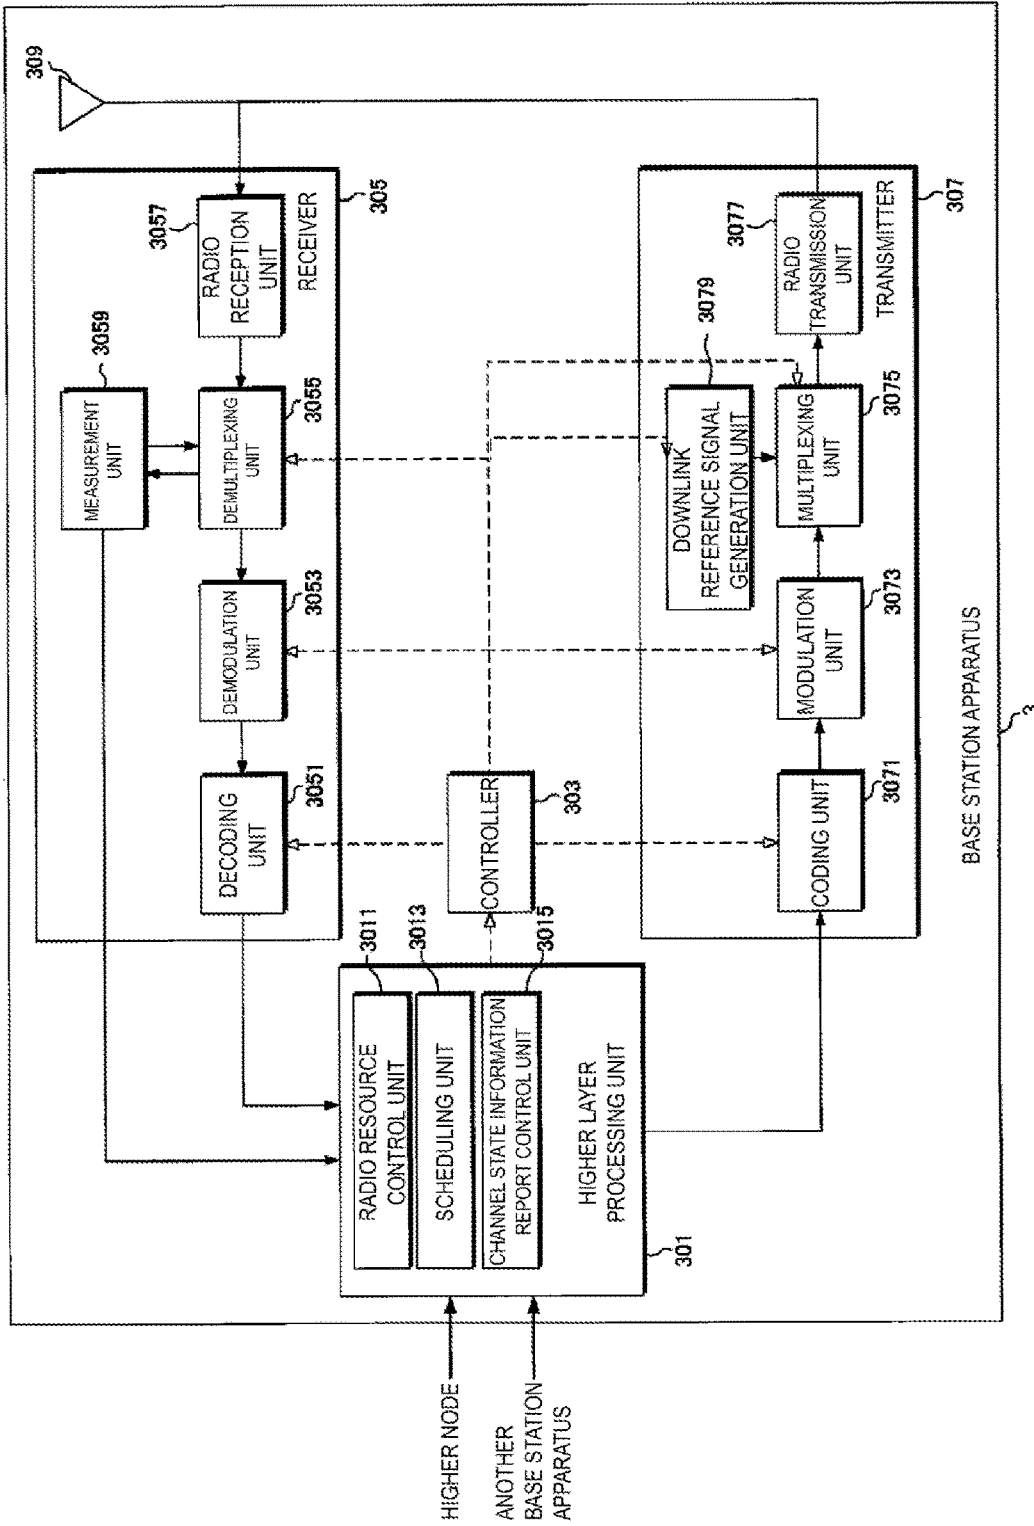 309
3057
RADIO
RECEPTION
UNIT
RECEIVER
305
3059
MEASUREMENT
UNIT
3055
DEMULTIPLEXING
UNIT
3053
DEMODULATION
UNIT
3051
DECODING
UNIT
303
CONTROLLER
3077
RADIO
TRANSMISSION
UNIT
TRANSMITTER
307
3079
DOWNLINK
REFERENCE SIGNAL
GENERATION UNIT
3075
MULTIPLEXING
UNIT
3073
MODULATION
UNIT
3071
CODING UNIT
3011
RADIO RESOURCE
CONTROL UNIT
3013
SCHEDULING UNIT
3015
CHANNEL STATE INFORMATION
REPORT CONTROL UNIT
HIGHER LAYER
PROCESSING UNIT
301
HIGHER NODE
ANOTHER
BASE STATION
APPARATUS
BASE STATION APPARATUS
3